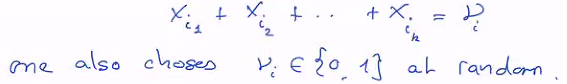 x_{i_1} + x_{i_2} + .. + x_{i_k} = ν_i
one also choses ν_i ∈ {0, 1} at random.